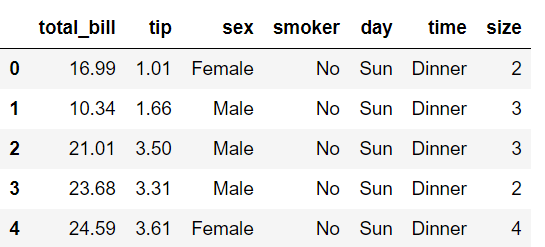 total_bill tip sex smoker day time size
0 16.99 1.01 Female No Sun Dinner 2
1 10.34 1.66 Male No Sun Dinner 3
2 21.01 3.50 Male No Sun Dinner 3
3 23.68 3.31 Male No Sun Dinner 2
4 24.59 3.61 Female No Sun Dinner 4